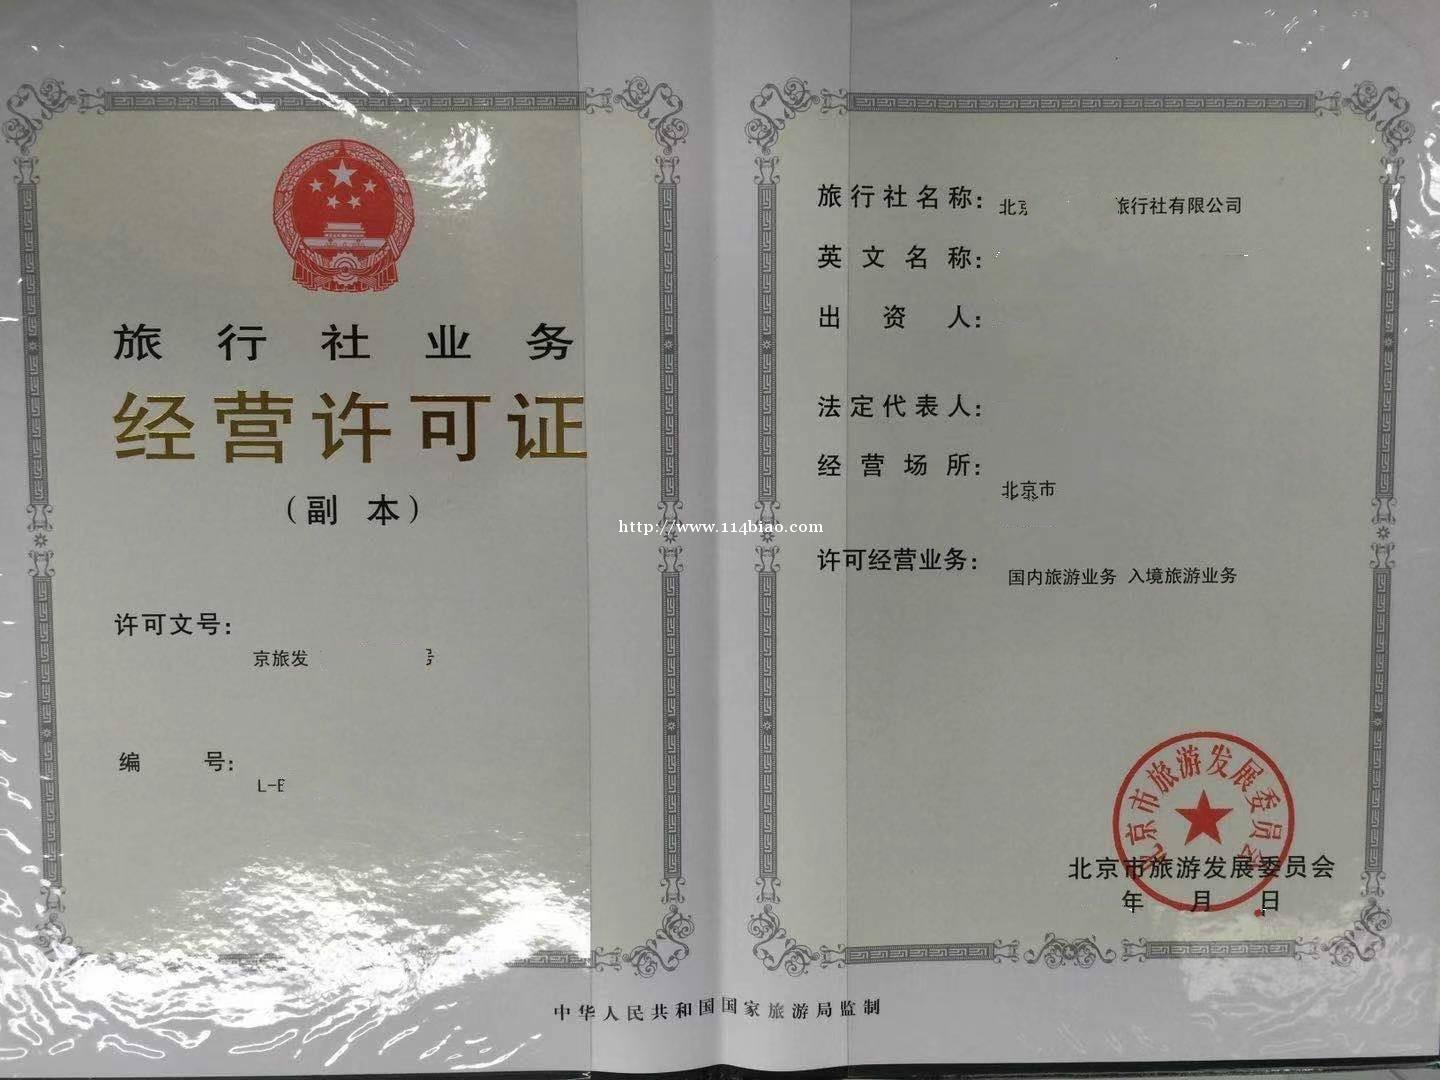 旅行社业务
经营许可证
（副本）
许可文号：
京旅发 号
编号：
L-B
旅行社名称：北京 旅行社有限公司
英文名称：
出资人：
法定代表人：
经营场所：
北京市
许可经营业务：
国内旅游业务 入境旅游业务
北京市旅游发展委员会
北京市旅游发展委员会
年 月 日
中华人民共和国国家旅游局监制
http://www.114biao.com